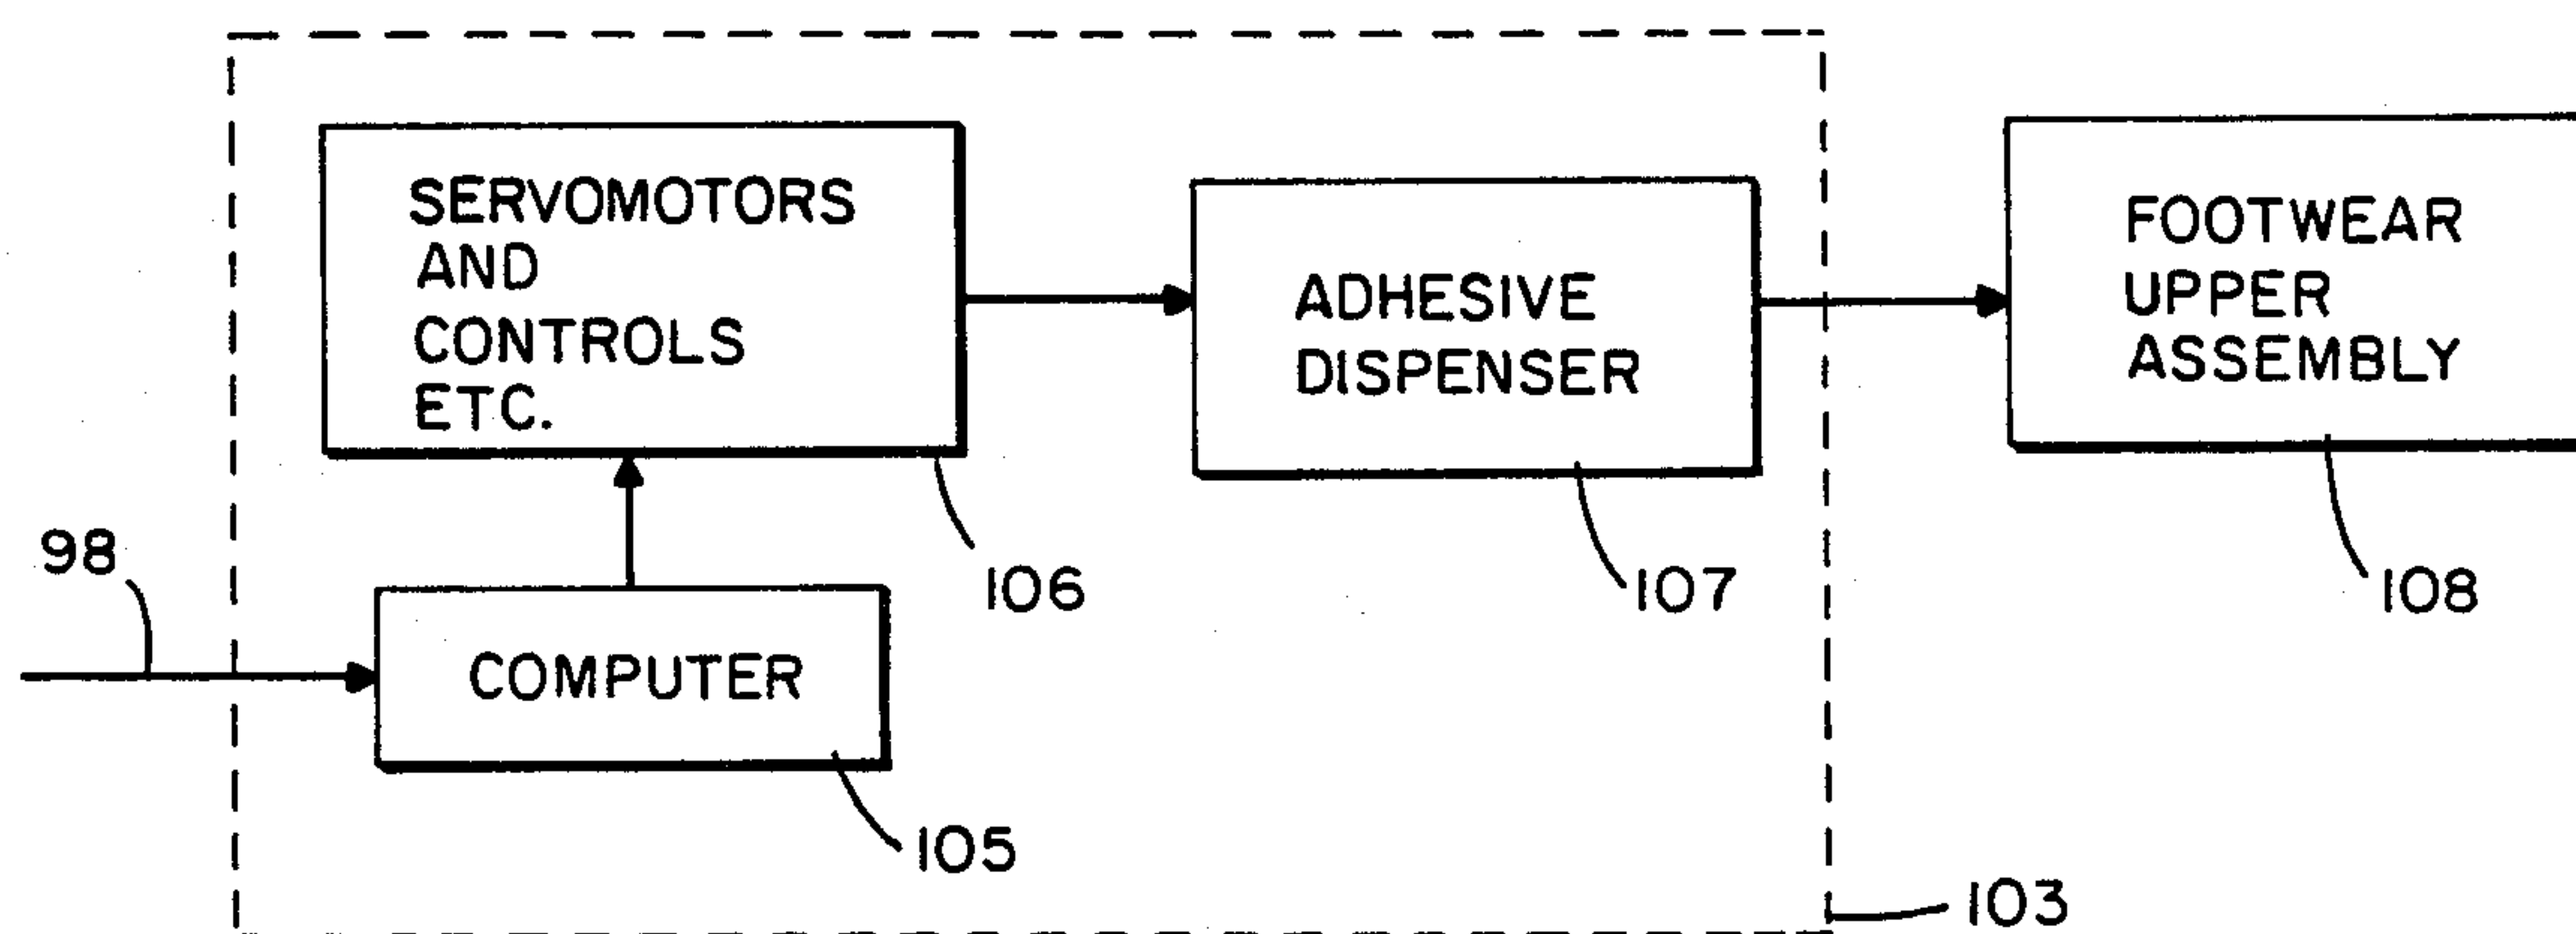 SERVOMOTORS
AND
CONTROLS
ETC.
106
ADHESIVE
DISPENSER
107
FOOTWEAR
UPPER
ASSEMBLY
108
98
COMPUTER
105
103